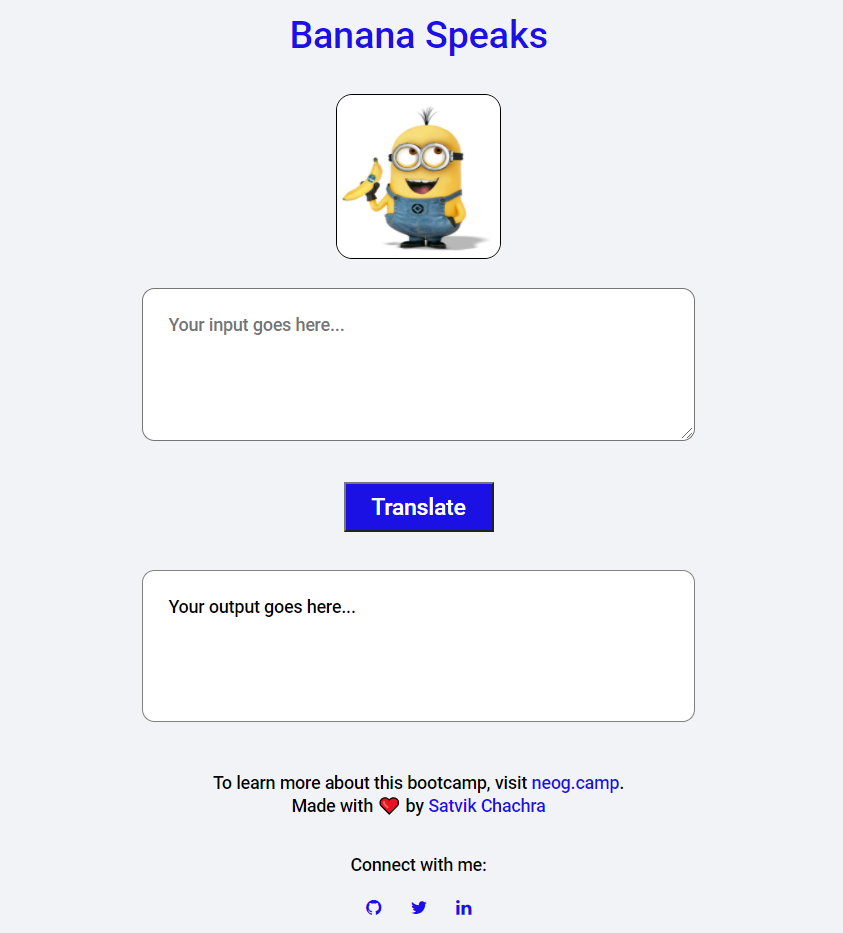 Banana Speaks
Your input goes here...
Translate
Your output goes here...
To learn more about this bootcamp, visit neog.camp.
Made with ❤️ by Satvik Chachra
Connect with me: